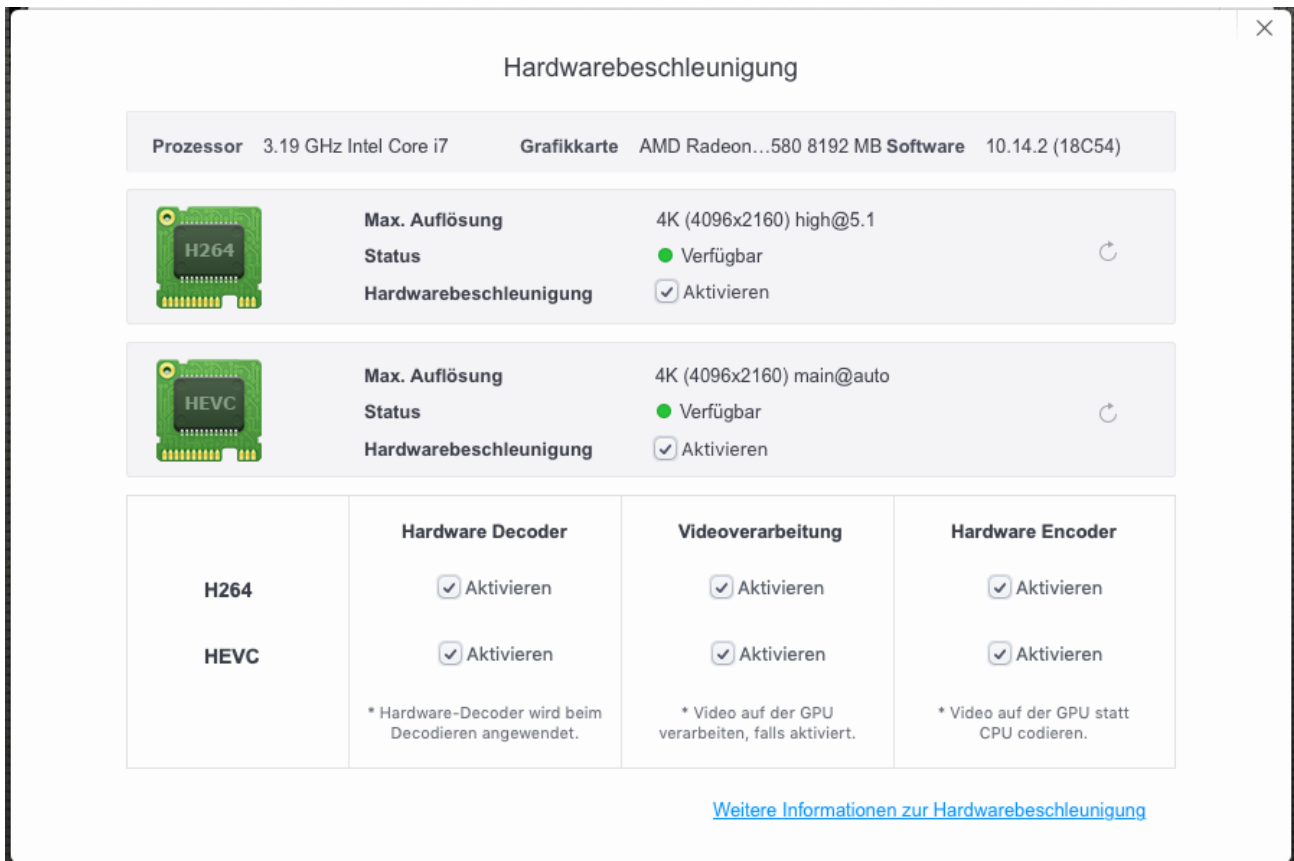 Hardwarebeschleunigung
Prozessor 3.19 GHz Intel Core i7 Grafikkarte AMD Radeon...580 8192 MB Software 10.14.2 (18C54)
H264
Max. Auflösung 4K (4096x2160) high@5.1
Status Verfügbar
Hardwarebeschleunigung Aktivieren
HEVC
Max. Auflösung 4K (4096x2160) main@auto
Status Verfügbar
Hardwarebeschleunigung Aktivieren
Hardware Decoder Videoverarbeitung Hardware Encoder
H264 Aktivieren Aktivieren Aktivieren
HEVC Aktivieren Aktivieren Aktivieren
* Hardware-Decoder wird beim * Video auf der GPU * Video auf der GPU statt
Decodieren angewendet. verarbeiten, falls aktiviert. CPU codieren.
Weitere Informationen zur Hardwarebeschleunigung